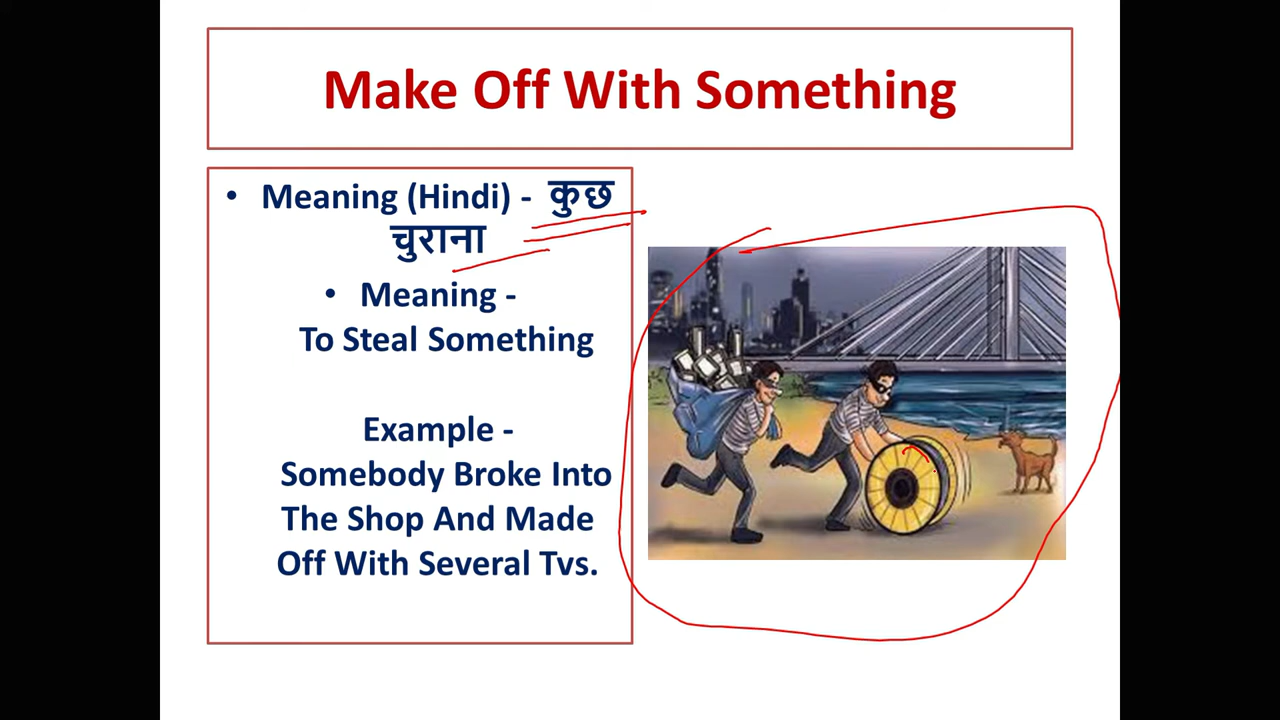 Make Off With Something
• Meaning (Hindi) - कुछ
चुराना
• Meaning -
To Steal Something
Example -
Somebody Broke Into
The Shop And Made
Off With Several Tvs.